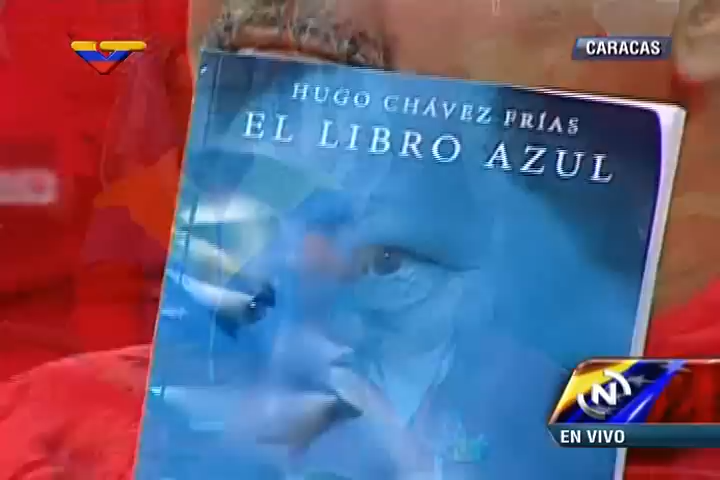 CARACAS
HUGO CHÁVEZ FRÍAS
EL LIBRO AZUL
N
EN VIVO